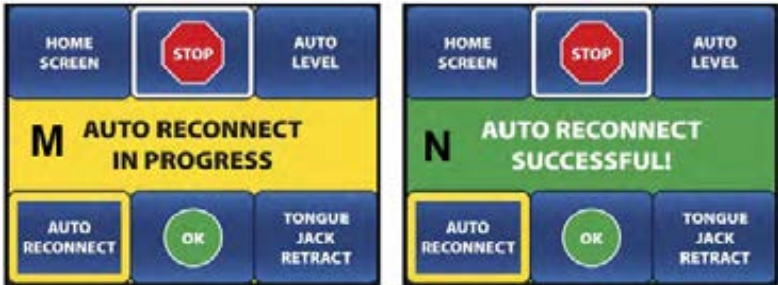 HOME
SCREEN
STOP
AUTO
LEVEL
M AUTO RECONNECT
IN PROGRESS
AUTO
RECONNECT
OK
TONGUE
JACK
RETRACT
HOME
SCREEN
STOP
AUTO
LEVEL
N AUTO RECONNECT
SUCCESSFUL!
AUTO
RECONNECT
OK
TONGUE
JACK
RETRACT